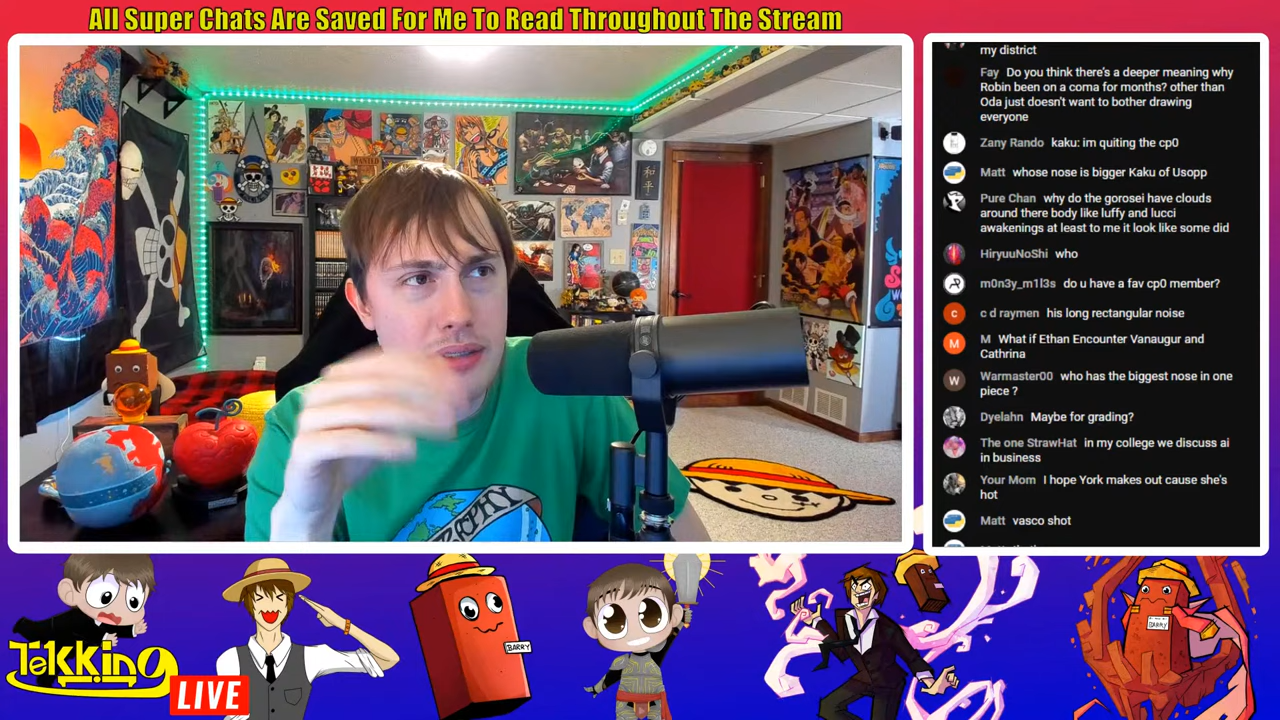 All Super Chats Are Saved For Me To Read Throughout The Stream
WANTED
和
平
my district
Fay Do you think there's a deeper meaning why
Robin been on a coma for months? other than
Oda just doesn't want to bother drawing
everyone
Zany Rando kaku: im quiting the cp0
Matt whose nose is bigger Kaku of Usopp
Pure Chan why do the gorosei have clouds
around there body like luffy and lucci
awakenings at least to me it look like some did
HiryuuNoShi who
m0n3y_m1l3s do u have a fav cp0 member?
c d raymen his long rectangular noise
M What if Ethan Encounter Vanaugur and
Cathrina
Warmaster00 who has the biggest nose in one
piece ?
Dyelahn Maybe for grading?
The one StrawHat in my college we discuss ai
in business
Your Mom I hope York makes out cause she's
hot
Matt vasco shot
Tekking
LIVE
BARRY
BARRY